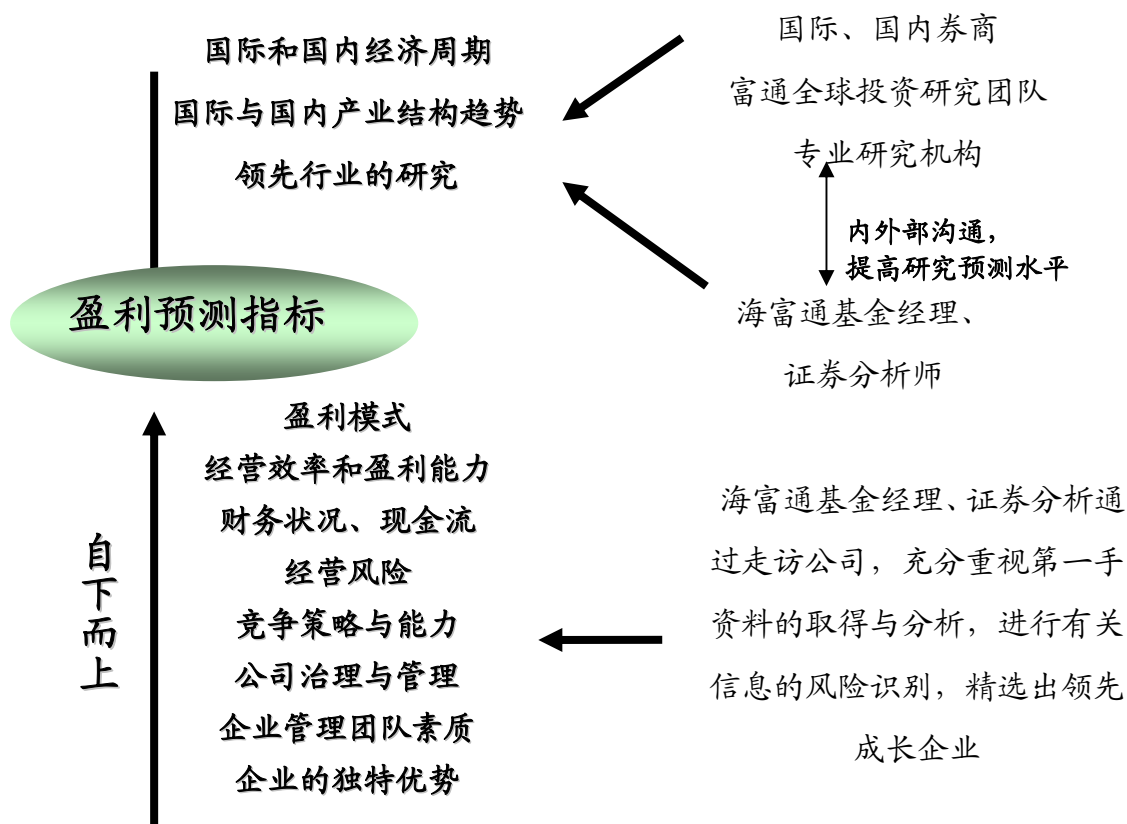 国际和国内经济周期
国际与国内产业结构趋势
领先行业的研究
国际、国内券商
富通全球投资研究团队
专业研究机构
内外部沟通，
提高研究预测水平
海富通基金经理、
证券分析师
盈利预测指标
自下而上
盈利模式
经营效率和盈利能力
财务状况、现金流
经营风险
竞争策略与能力
公司治理与管理
企业管理团队素质
企业的独特优势
海富通基金经理、证券分析通
过走访公司，充分重视第一手
资料的取得与分析，进行有关
信息的风险识别，精选出领先
成长企业